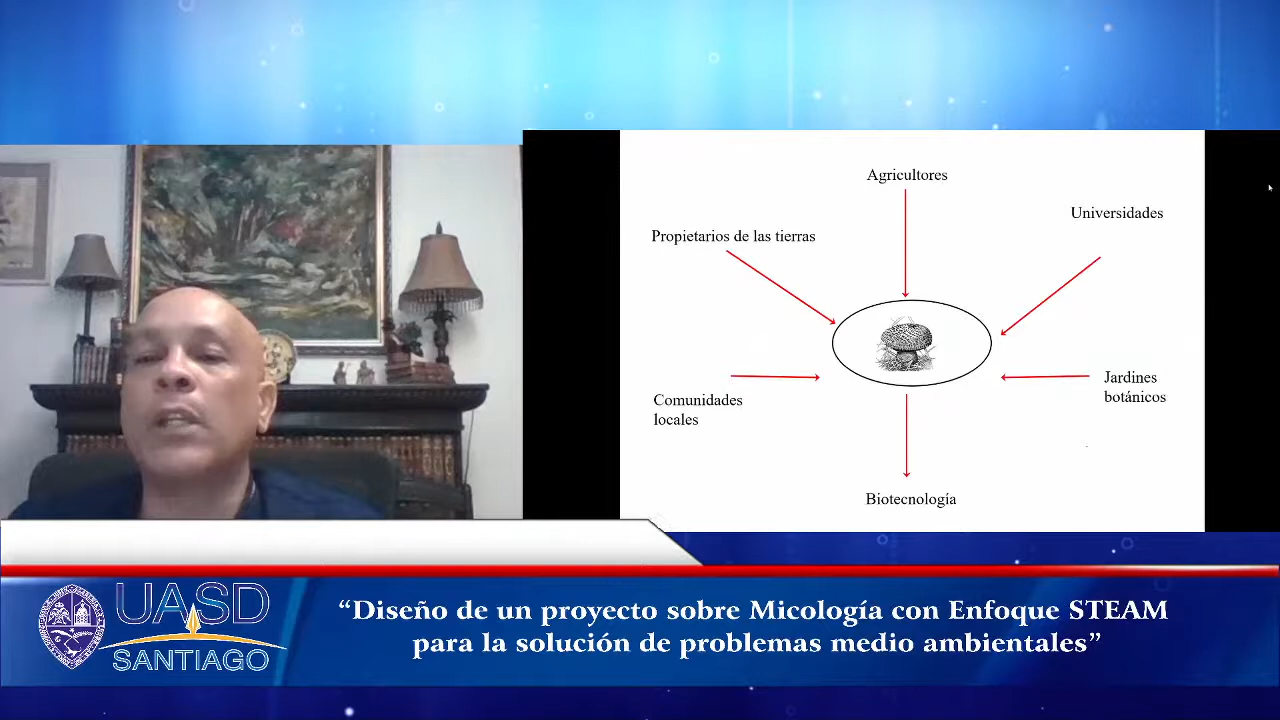 Agricultores
Universidades
Propietarios de las tierras
Jardines
botánicos
Comunidades
locales
Biotecnología
UASD
SANTIAGO
“Diseño de un proyecto sobre Micología con Enfoque STEAM
para la solución de problemas medio ambientales”